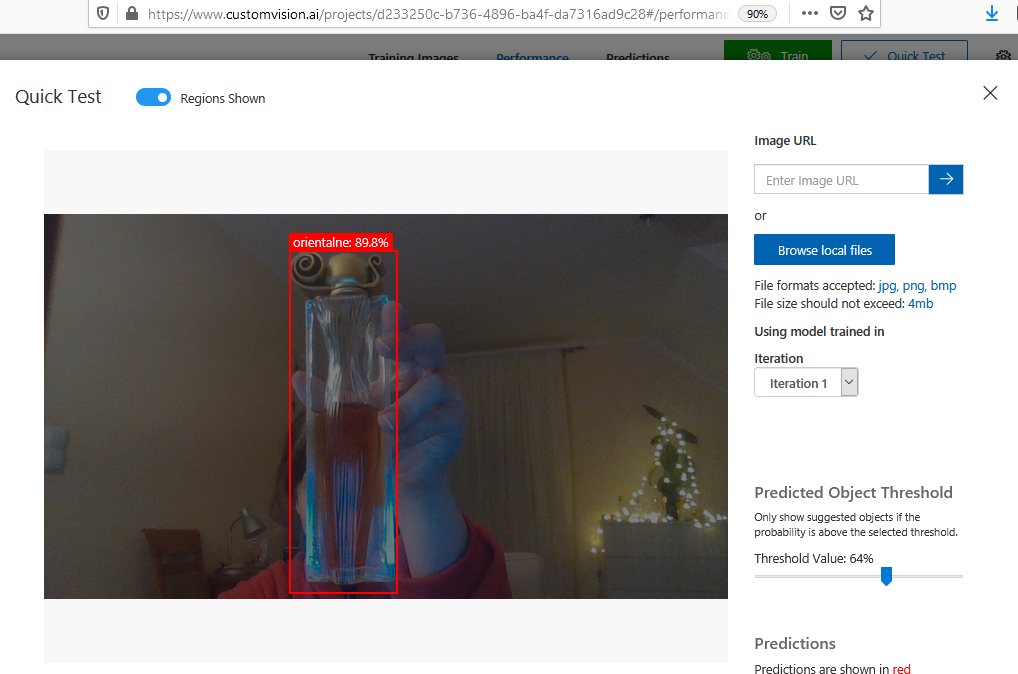 https://www.customvision.ai/projects/d233250c-b736-4896-ba4f-da7316ad9c28#/performanc
90%
Training Images
Performance
Predictions
Train
Quick Test
Quick Test
Regions Shown
orientalne: 89.8%
Image URL
Enter Image URL
or
Browse local files
File formats accepted: jpg, png, bmp
File size should not exceed: 4mb
Using model trained in
Iteration
Iteration 1
Predicted Object Threshold
Only show suggested objects if the
probability is above the selected threshold.
Threshold Value: 64%
Predictions
Predictions are shown in red